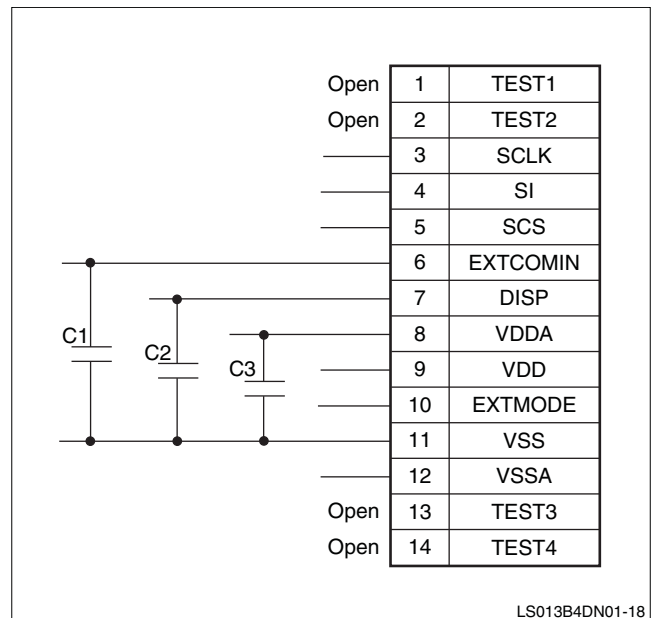 Open 1 TEST1
Open 2 TEST2
3 SCLK
4 SI
5 SCS
6 EXTCOMIN
7 DISP
C1 8 VDDA
C2 C3 9 VDD
10 EXTMODE
11 VSS
12 VSSA
Open 13 TEST3
Open 14 TEST4
LS013B4DN01-18